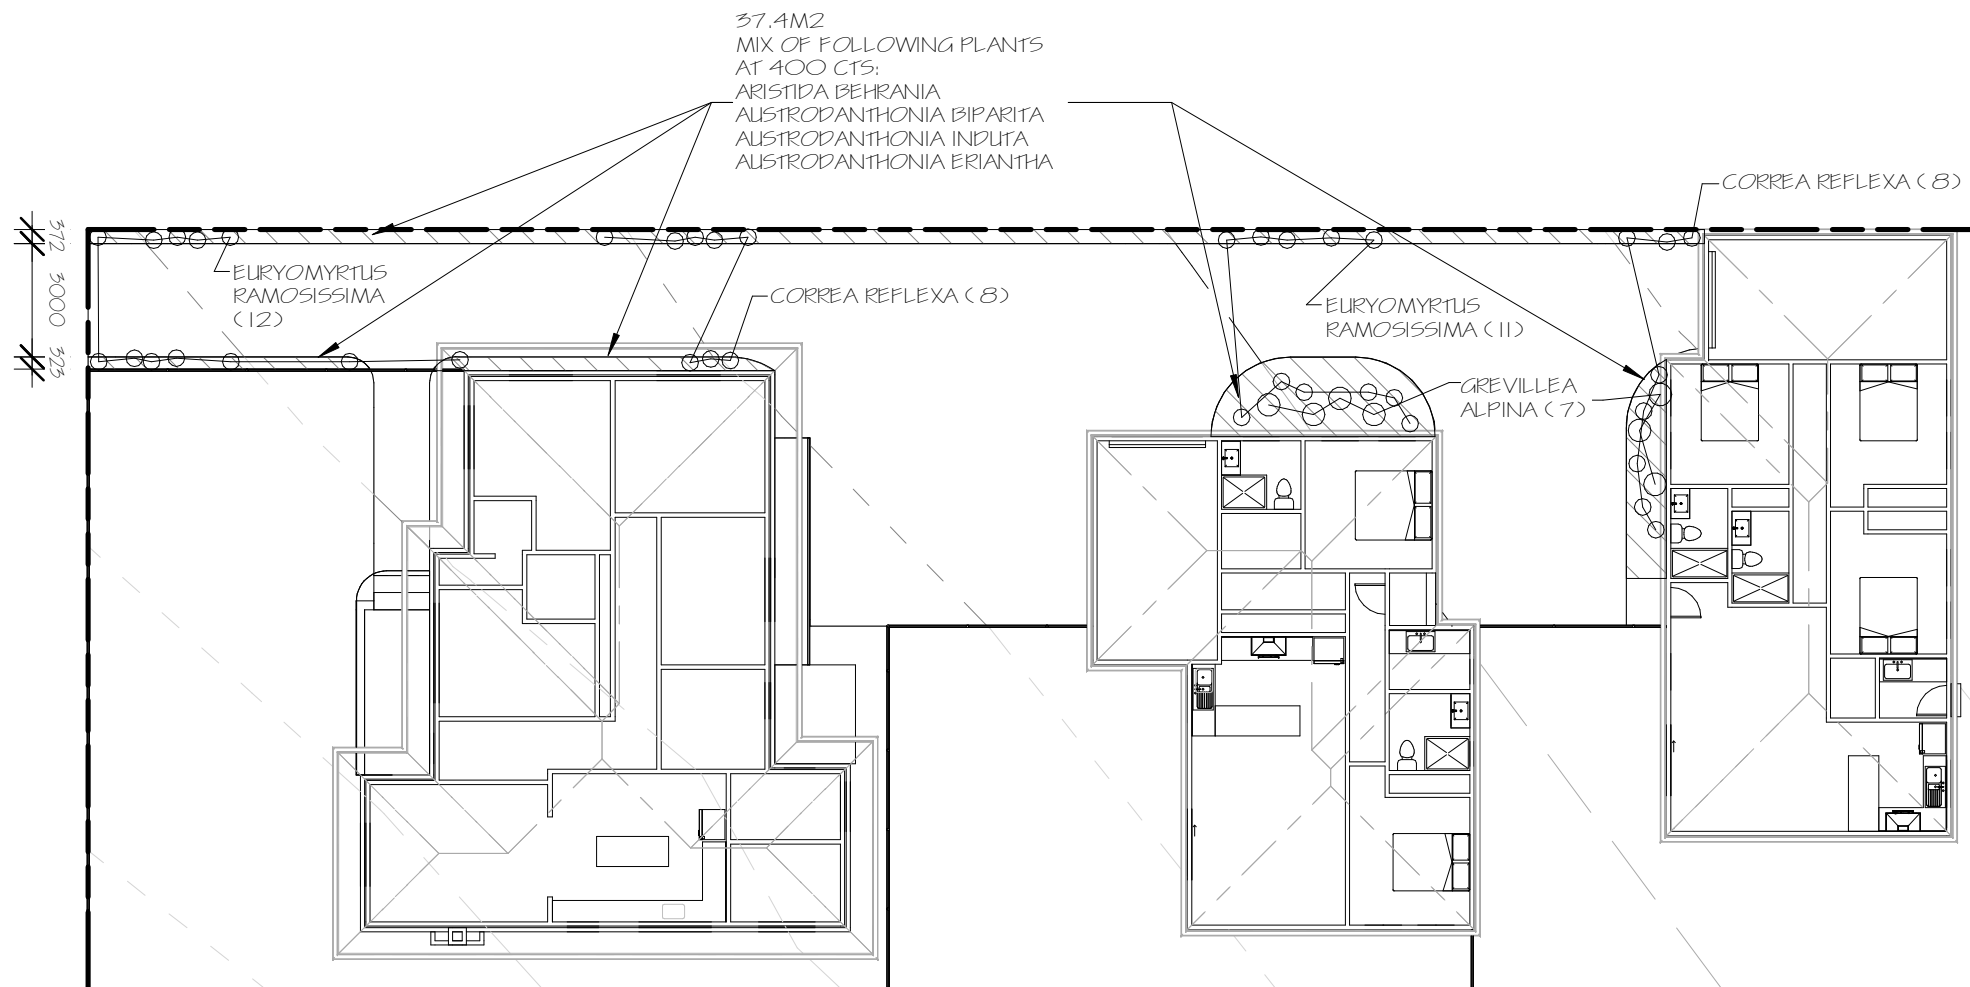 37.4M2
MIX OF FOLLOWING PLANTS
AT 400 CTS:
ARISTIDA BEHRANIA
AUSTRODANTHONIA BIPARITA
AUSTRODANTHONIA INDUTA
AUSTRODANTHONIA ERIANTHA
CORREA REFLEXA (8)
372
3000
323
EURYOMYRTUS
RAMOSISSIMA
(12)
CORREA REFLEXA (8)
EURYOMYRTUS
RAMOSISSIMA (11)
GREVILLEA
ALPINA (7)